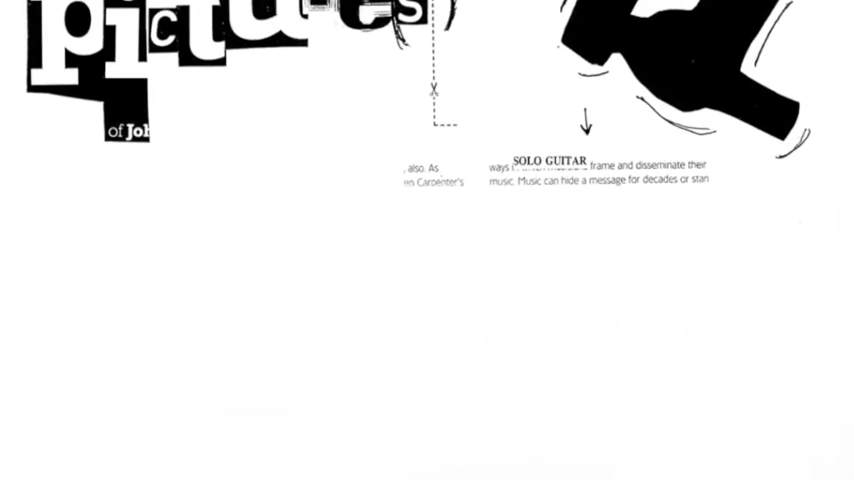 pictures
of Joh
SOLO GUITAR
, also. As
en Carpenter's
ways frame and disseminate their
music. Music can hide a message for decades or stan